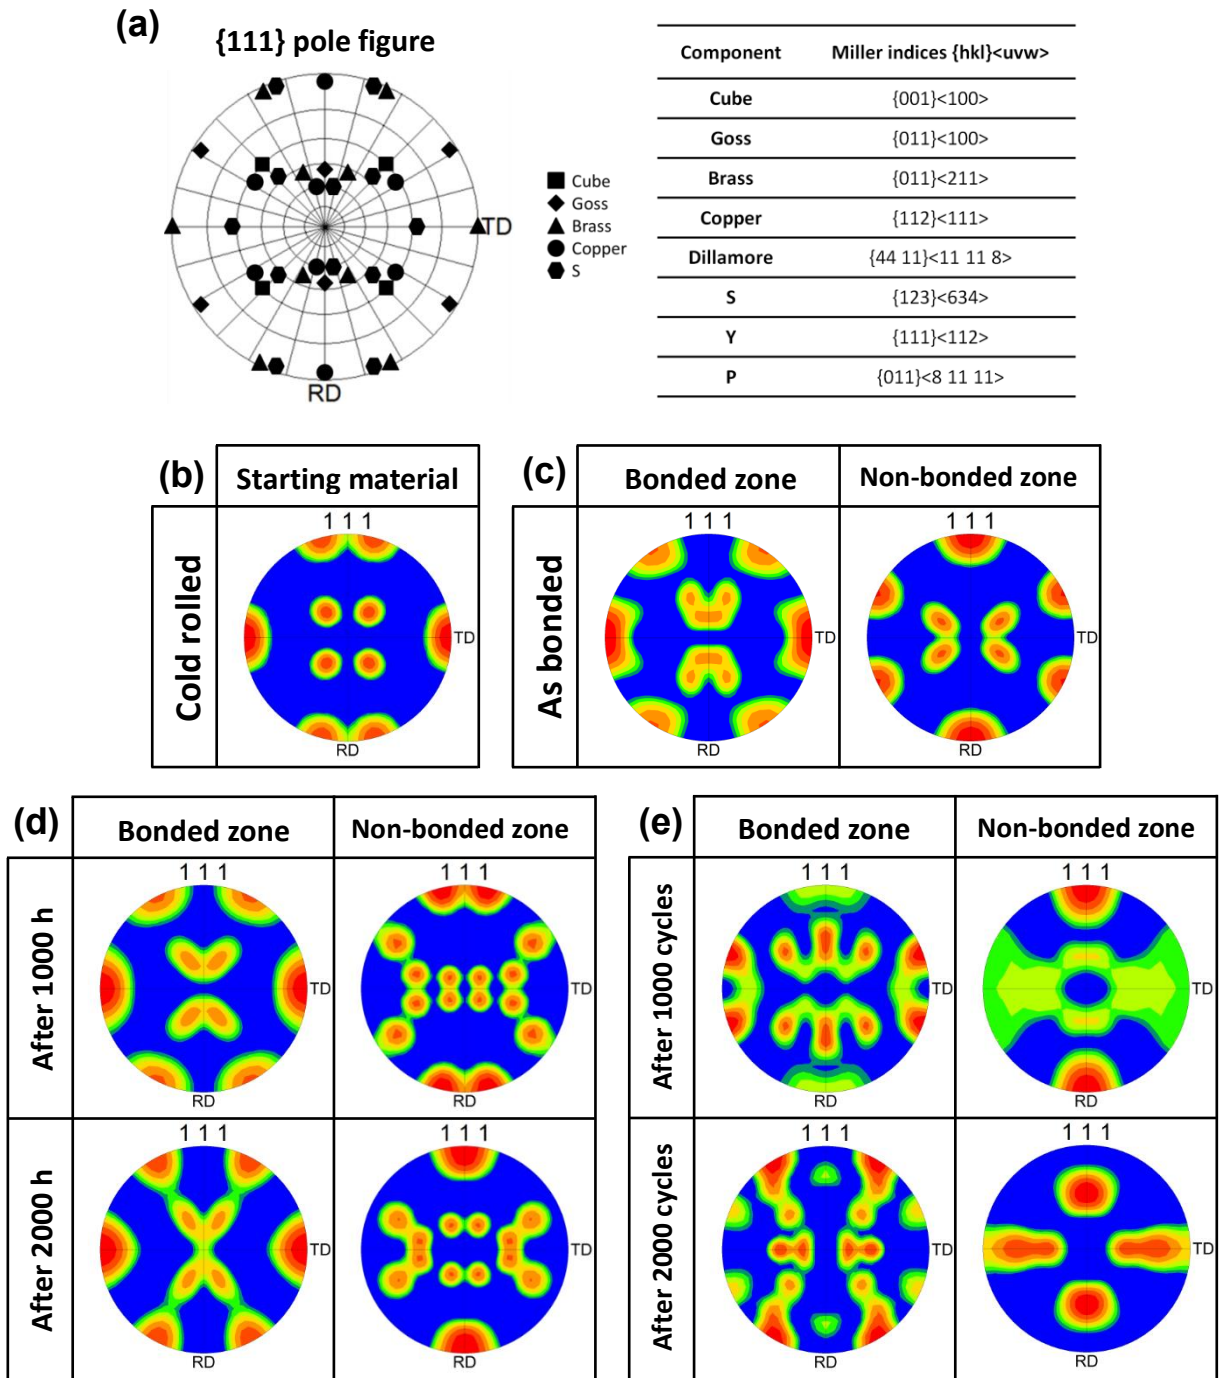 (a)
{111} pole figure
TD
RD
Cube
Goss
Brass
Copper
S
Component Miller indices {hkl}<uvw>
Cube {001}<100>
Goss {011}<100>
Brass {011}<211>
Copper {112}<111>
Dillamore {44 11}<11 11 8>
S {123}<634>
Y {111}<112>
P {011}<8 11 11>
(b)
Starting material
Cold rolled
1 1 1
TD
RD
(c)
Bonded zone Non-bonded zone
As bonded
1 1 1 1 1 1
TD TD
RD RD
(d)
Bonded zone Non-bonded zone
After 1000 h
1 1 1 1 1 1
TD TD
RD RD
After 2000 h
1 1 1 1 1 1
TD TD
RD RD
(e)
Bonded zone Non-bonded zone
After 1000 cycles
1 1 1 1 1 1
TD TD
RD RD
After 2000 cycles
1 1 1 1 1 1
TD TD
RD RD